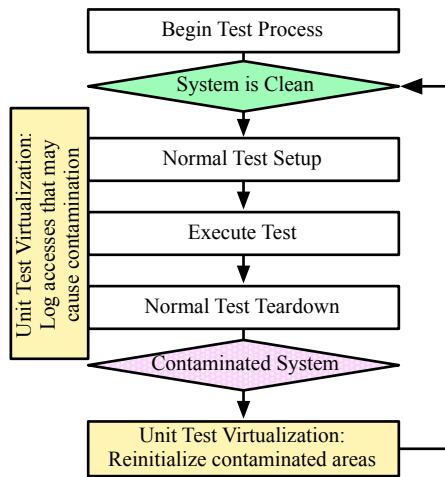 Begin Test Process
System is Clean
Unit Test Virtualization:
Log accesses that may
cause contamination
Normal Test Setup
Execute Test
Normal Test Teardown
Contaminated System
Unit Test Virtualization:
Reinitialize contaminated areas